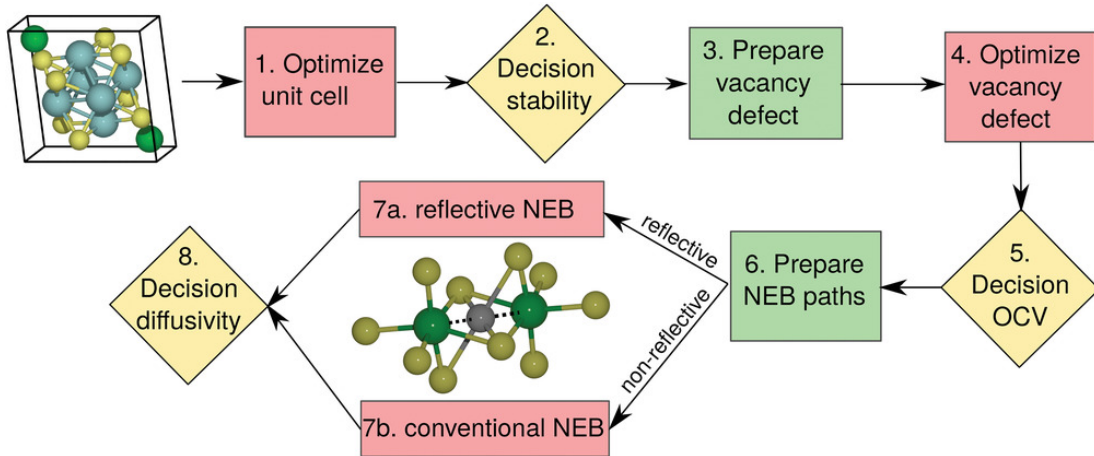 1. Optimize
unit cell
2.
Decision
stability
3. Prepare
vacancy
defect
4. Optimize
vacancy
defect
5.
Decision
OCV
6. Prepare
NEB paths
reflective
non-reflective
7a. reflective NEB
7b. conventional NEB
8.
Decision
diffusivity